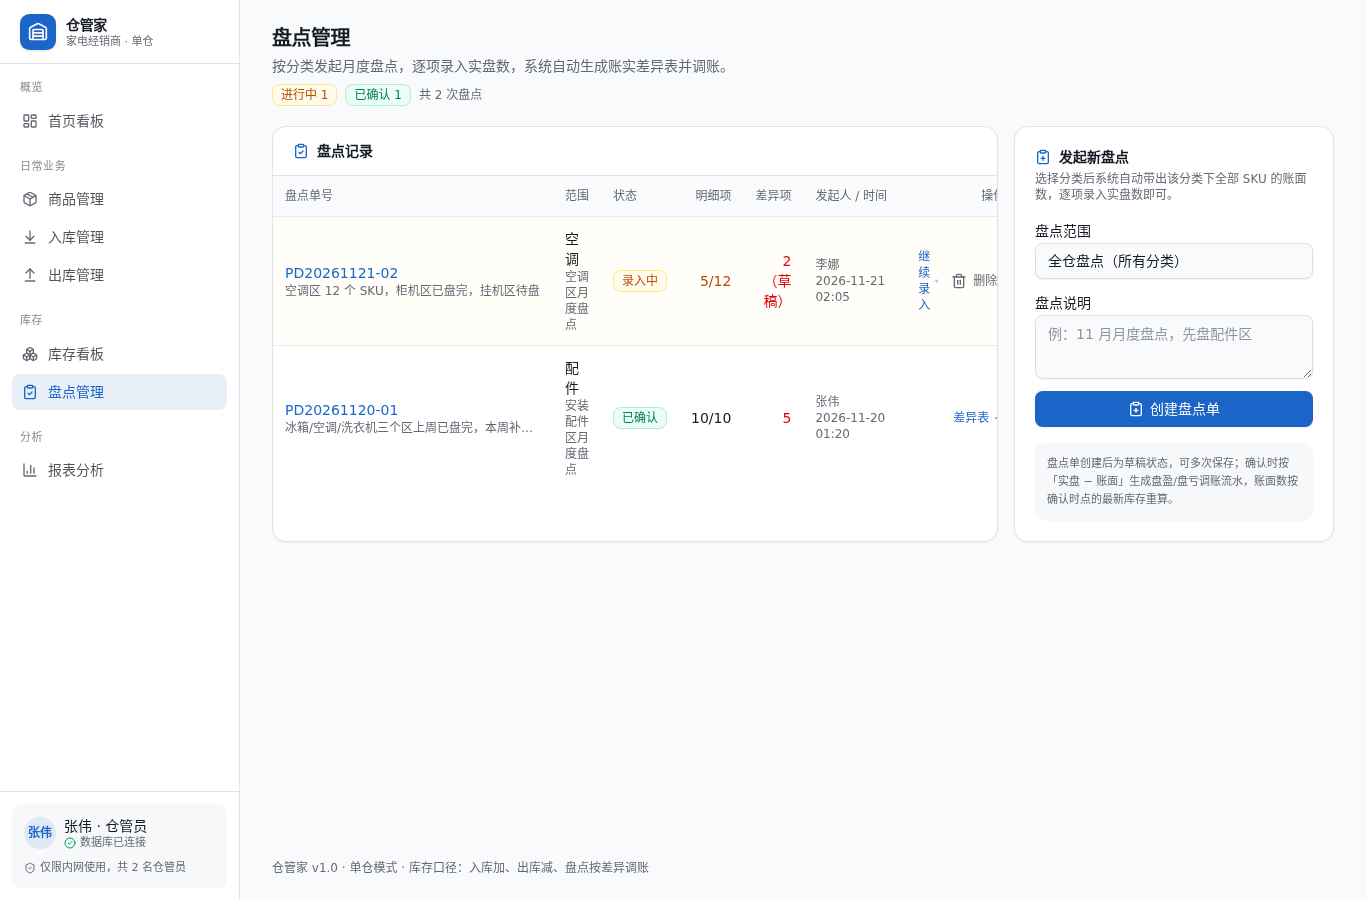 仓管家
家电经销商 · 单仓
概览
首页看板
日常业务
商品管理
入库管理
出库管理
库存
库存看板
盘点管理
分析
报表分析
张伟
张伟 · 仓管员
数据库已连接
仅限内网使用，共 2 名仓管员
盘点管理
按分类发起月度盘点，逐项录入实盘数，系统自动生成账实差异表并调账。
进行中 1
已确认 1
共 2 次盘点
盘点记录
盘点单号
范围
状态
明细项
差异项
发起人 / 时间
操作
PD20261121-02
空调区 12 个 SKU，柜机区已盘完，挂机区待盘
空
调
空调
区月
度盘
点
录入中
5/12
2
（草
稿）
李娜
2026-11-21
02:05
继
续
录
入
·
删除
PD20261120-01
冰箱/空调/洗衣机三个区上周已盘完，本周补…
配
件
安装
配件
区月
度盘
点
已确认
10/10
5
张伟
2026-11-20
01:20
差异表 ·
发起新盘点
选择分类后系统自动带出该分类下全部 SKU 的账面
数，逐项录入实盘数即可。
盘点范围
全仓盘点（所有分类）
盘点说明
例：11 月月度盘点，先盘配件区
创建盘点单
盘点单创建后为草稿状态，可多次保存；确认时按
「实盘 − 账面」生成盘盈/盘亏调账流水，账面数按
确认时点的最新库存重算。
仓管家 v1.0 · 单仓模式 · 库存口径：入库加、出库减、盘点按差异调账